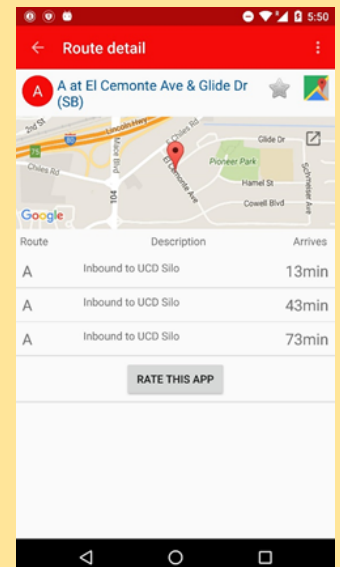 5:50
Route detail
A
A at El Cemonte Ave & Glide Dr
(SB)
2nd St
Lincoln Hwy
Chiles Rd
Glide Dr
75
Mace Blvd
El Cemonte Ave
Pioneer Park
Schmeiser Ave
Chiles Rd
Hamel St
104
Cowell Blvd
Google
Route Description Arrives
A Inbound to UCD Silo 13min
A Inbound to UCD Silo 43min
A Inbound to UCD Silo 73min
RATE THIS APP